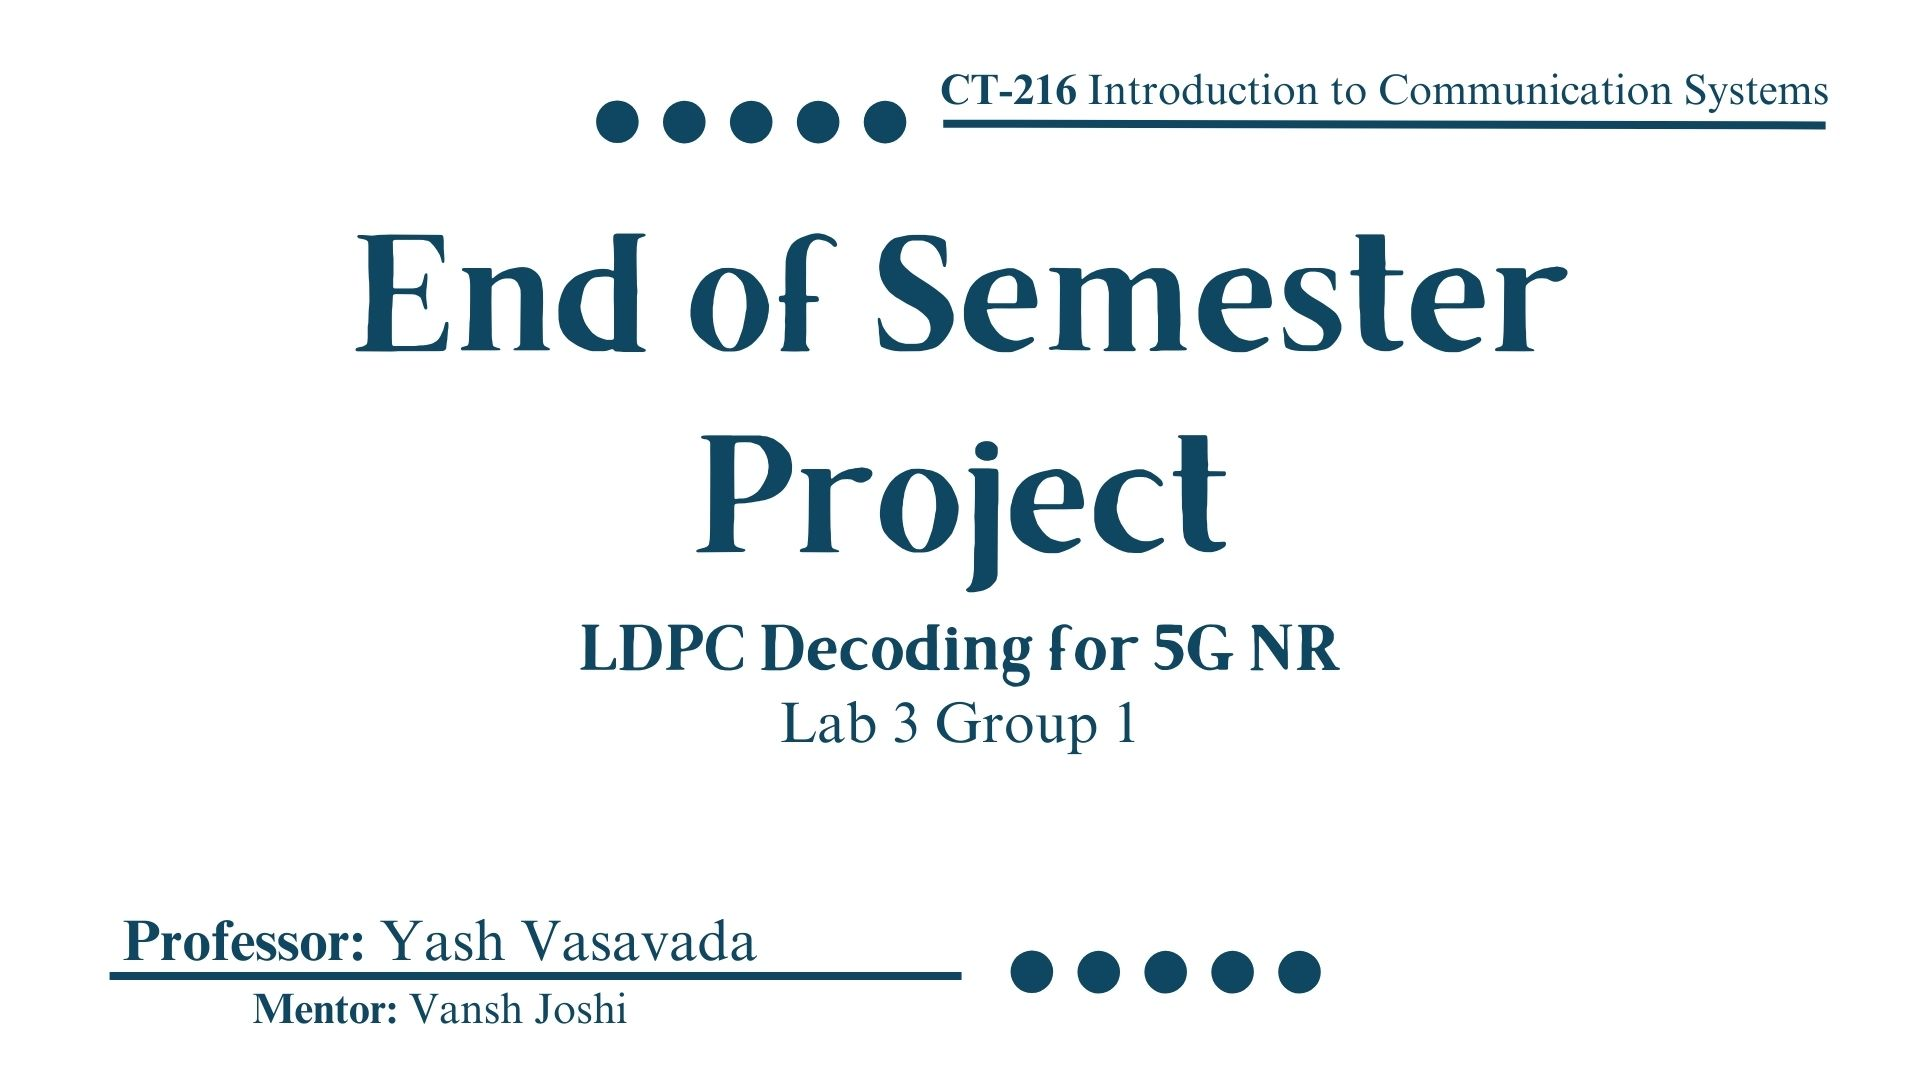 CT-216 Introduction to Communication Systems
End of Semester
Project
LDPC Decoding for 5G NR
Lab 3 Group 1
Professor: Yash Vasavada
Mentor: Vansh Joshi